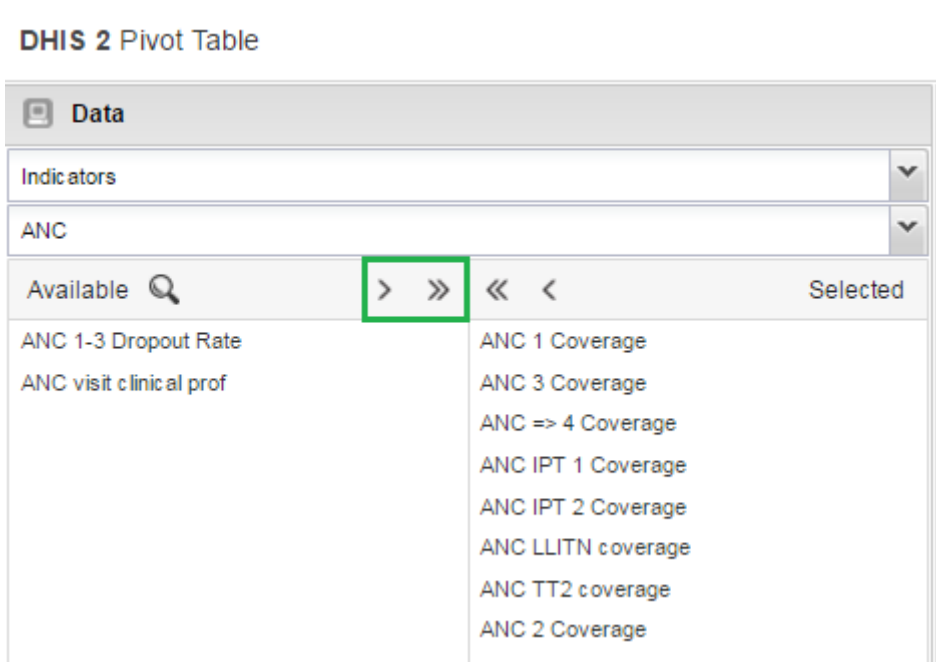 DHIS 2 Pivot Table
Data
Indicators
ANC
Available > >> << < Selected
ANC 1-3 Dropout Rate
ANC visit clinical prof
ANC 1 Coverage
ANC 3 Coverage
ANC => 4 Coverage
ANC IPT 1 Coverage
ANC IPT 2 Coverage
ANC LLITN coverage
ANC TT2 coverage
ANC 2 Coverage